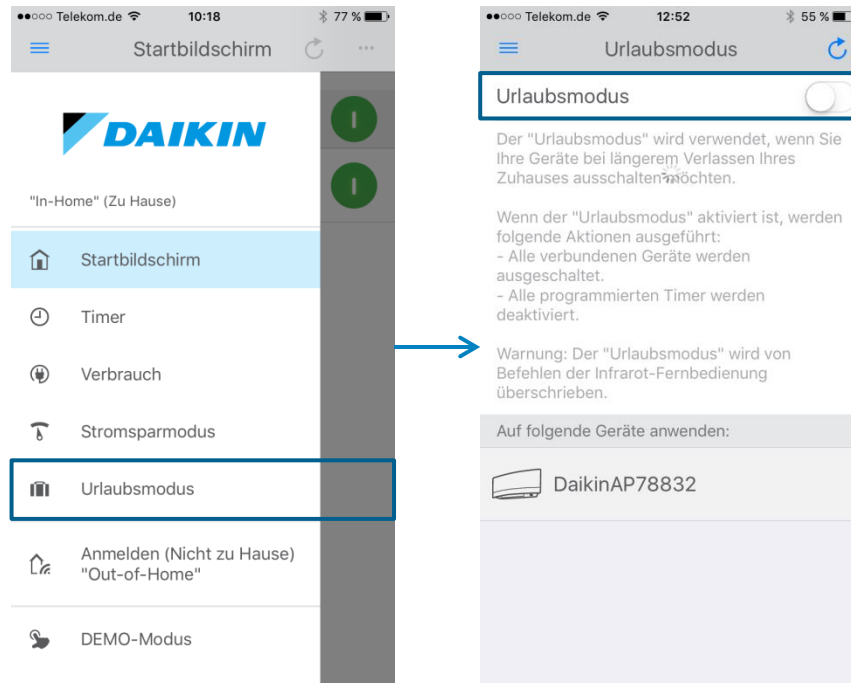 Telekom.de 10:18 77 %
Startbildschirm
DAIKIN
"In-Home" (Zu Hause)
Startbildschirm
Timer
Verbrauch
Stromsparmodus
Urlaubsmodus
Anmelden (Nicht zu Hause)
"Out-of-Home"
DEMO-Modus
Telekom.de 12:52 55 %
Urlaubsmodus
Urlaubsmodus
Der "Urlaubsmodus" wird verwendet, wenn Sie
Ihre Geräte bei längerem Verlassen Ihres
Zuhauses ausschalten möchten.
Wenn der "Urlaubsmodus" aktiviert ist, werden
folgende Aktionen ausgeführt:
- Alle verbundenen Geräte werden
ausgeschaltet.
- Alle programmierten Timer werden
deaktiviert.
Warnung: Der "Urlaubsmodus" wird von
Befehlen der Infrarot-Fernbedienung
überschrieben.
Auf folgende Geräte anwenden:
DaikinAP78832